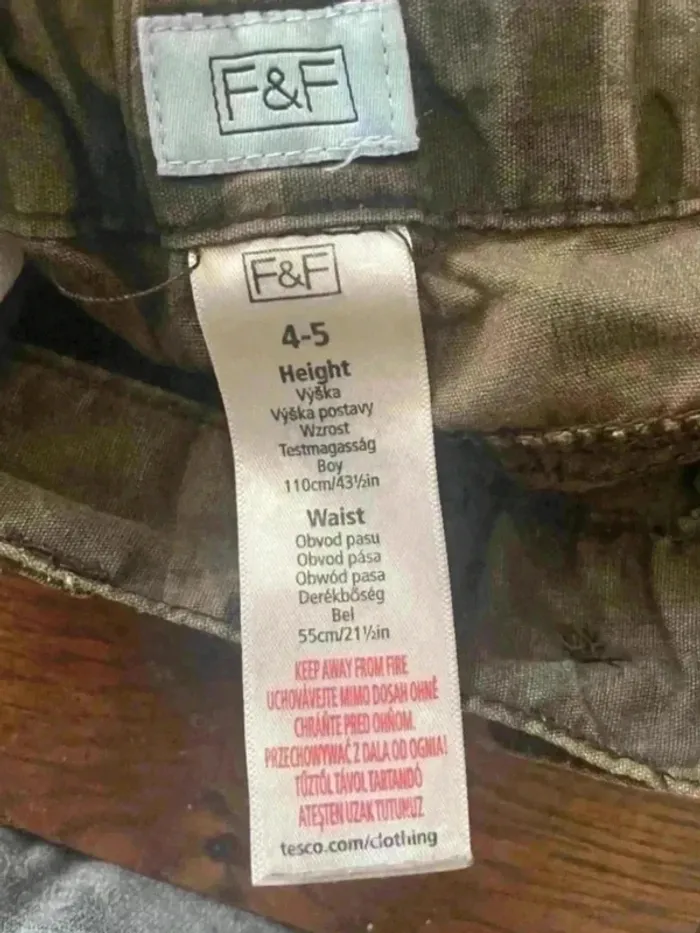 F&F
F&F
4-5
Height
Výška
Výška postavy
Wzrost
Testmagasság
Boy
110cm/43½in
Waist
Obvod pasu
Obvod pása
Obwód pasa
Derékbőség
Bel
55cm/21½in
KEEP AWAY FROM FIRE
UCHOVÁVEJTE MIMO DOSAH OHNĚ
CHRÁŇTE PRED OHŇOM.
PRZECHOWYWAĆ Z DALA OD OGNIA!
TŰZTŐL TÁVOL TARTANDÓ
ATEŞTEN UZAK TUTUNUZ
tesco.com/clothing